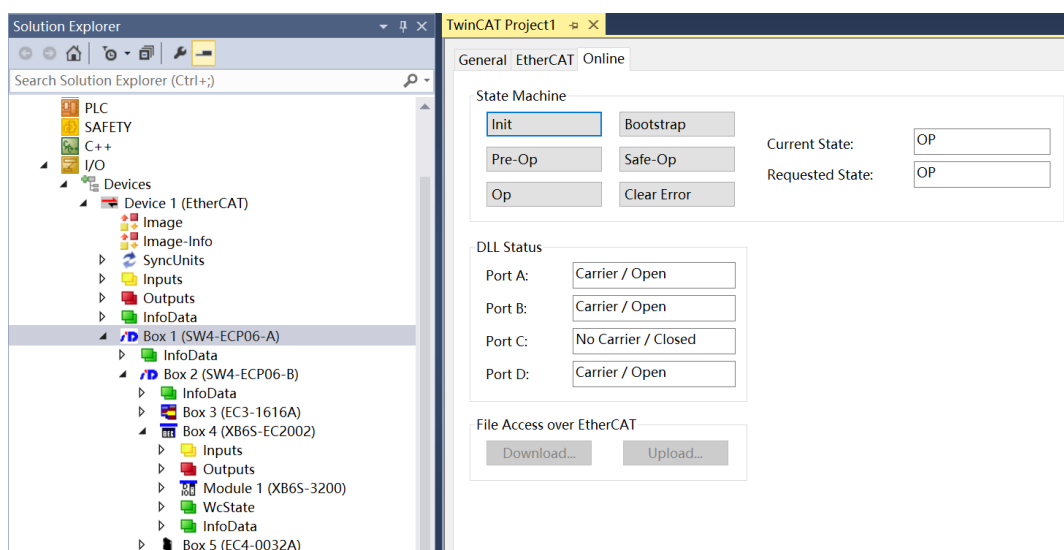 Solution Explorer
Search Solution Explorer (Ctrl+;)
PLC
SAFETY
C++
I/O
Devices
Device 1 (EtherCAT)
Image
Image-Info
SyncUnits
Inputs
Outputs
InfoData
Box 1 (SW4-ECP06-A)
InfoData
Box 2 (SW4-ECP06-B)
InfoData
Box 3 (EC3-1616A)
Box 4 (XB6S-EC2002)
Inputs
Outputs
Module 1 (XB6S-3200)
WcState
InfoData
Box 5 (EC4-0032A)
TwinCAT Project1
General EtherCAT Online
State Machine
Init Bootstrap
Pre-Op Safe-Op
Op Clear Error
Current State: OP
Requested State: OP
DLL Status
Port A: Carrier / Open
Port B: Carrier / Open
Port C: No Carrier / Closed
Port D: Carrier / Open
File Access over EtherCAT
Download... Upload...